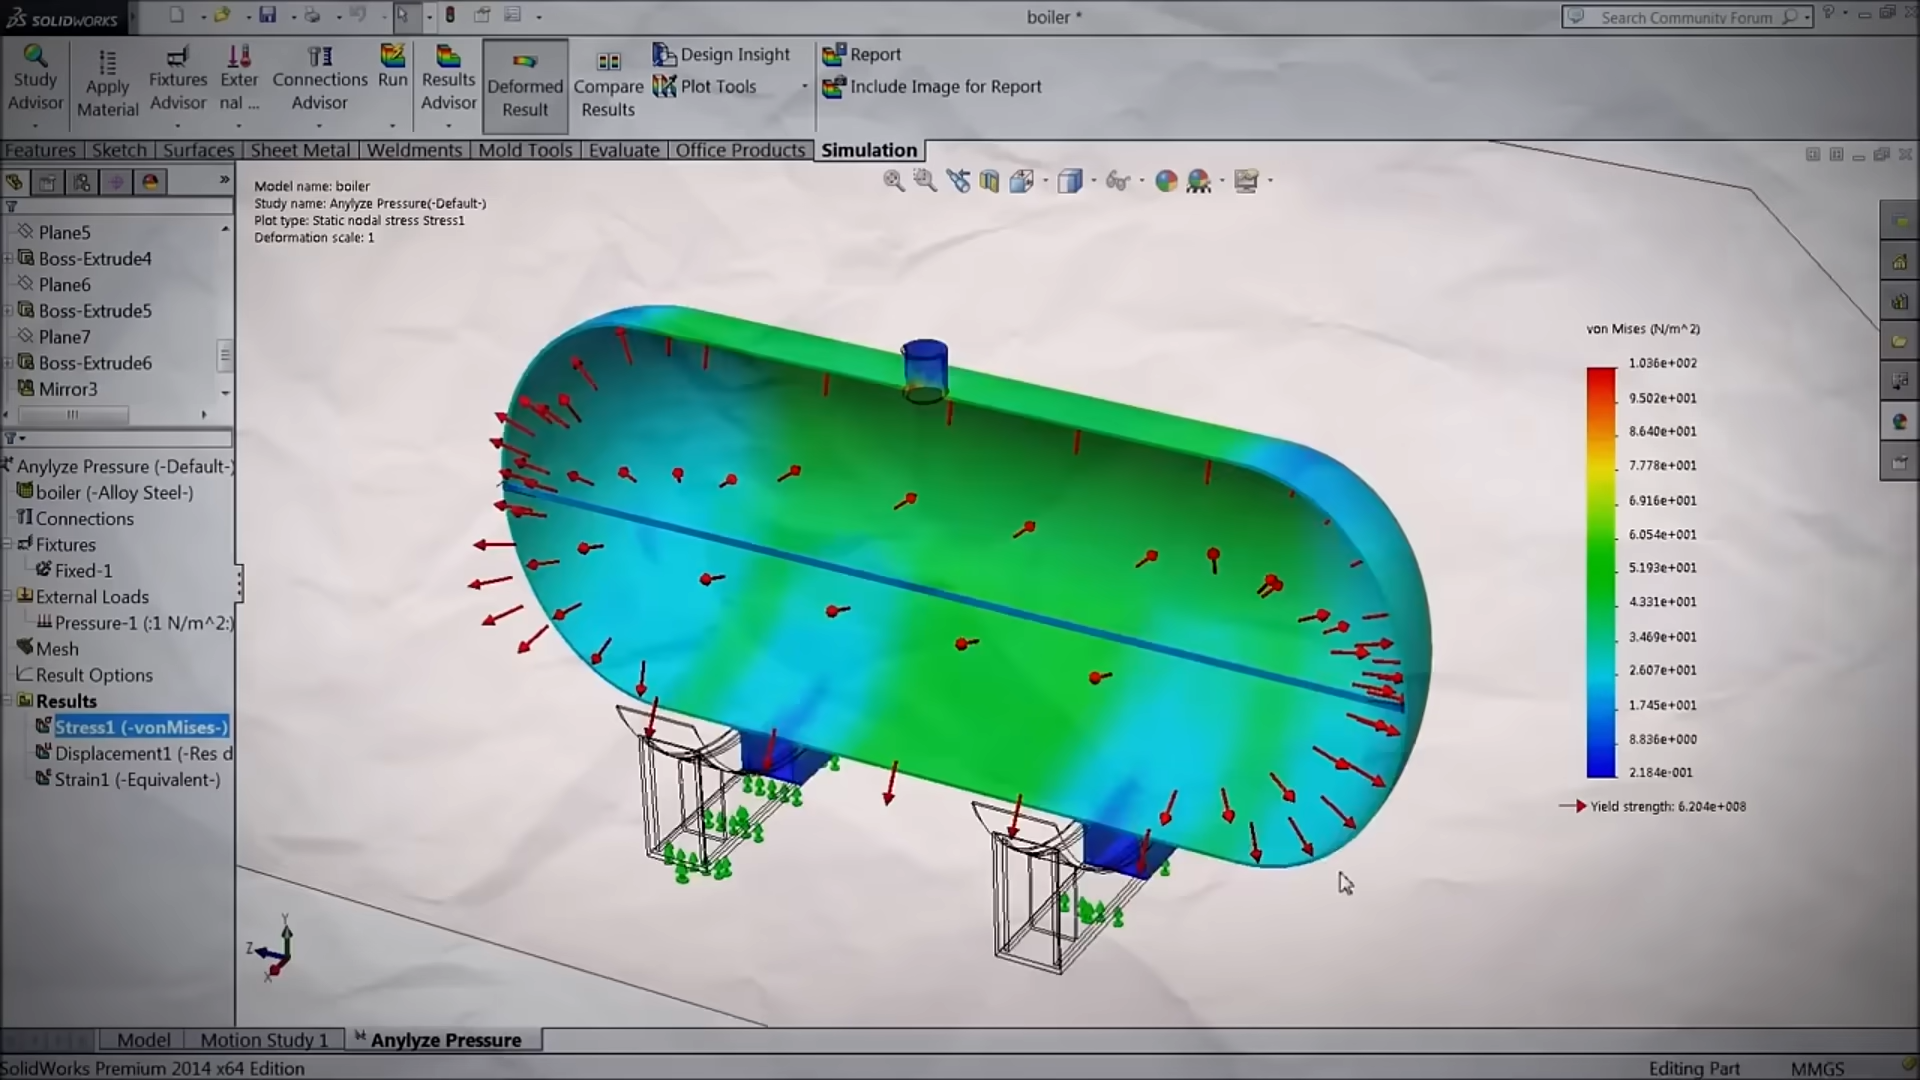 SOLIDWORKS
boiler *
Search Community Forum
Study Advisor
Apply Material
Fixtures Advisor
Exter nal ...
Connections Advisor
Run
Results Advisor
Deformed Result
Compare Results
Design Insight
Plot Tools
Report
Include Image for Report
Features
Sketch
Surfaces
Sheet Metal
Weldments
Mold Tools
Evaluate
Office Products
Simulation
Plane5
Boss-Extrude4
Plane6
Boss-Extrude5
Plane7
Boss-Extrude6
Mirror3
Anylyze Pressure (-Default-)
boiler (-Alloy Steel-)
Connections
Fixtures
Fixed-1
External Loads
Pressure-1 (:1 N/m^2:)
Mesh
Result Options
Results
Stress1 (-vonMises-)
Displacement1 (-Res d
Strain1 (-Equivalent-)
Model name: boiler
Study name: Anylyze Pressure(-Default-)
Plot type: Static nodal stress Stress1
Deformation scale: 1
von Mises (N/m^2)
1.036e+002
9.502e+001
8.640e+001
7.778e+001
6.916e+001
6.054e+001
5.193e+001
4.331e+001
3.469e+001
2.607e+001
1.745e+001
8.836e+000
2.184e-001
Yield strength: 6.204e+008
Y
Z
X
Model
Motion Study 1
Anylyze Pressure
SolidWorks Premium 2014 x64 Edition
Editing Part
MMGS